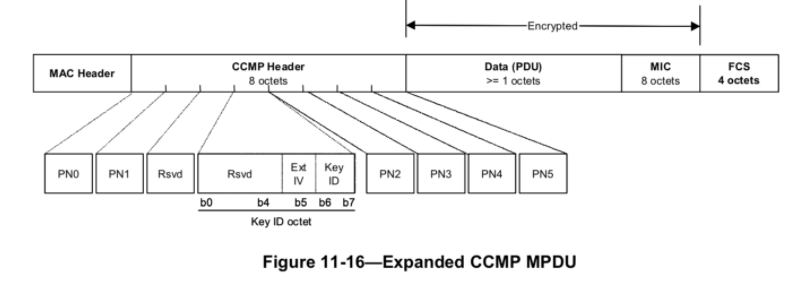 Encrypted
MAC Header
CCMP Header
8 octets
Data (PDU)
>= 1 octets
MIC
8 octets
FCS
4 octets
PN0
PN1
Rsvd
Rsvd
Ext
IV
Key
ID
PN2
PN3
PN4
PN5
b0
b4
b5
b6
b7
Key ID octet
Figure 11-16—Expanded CCMP MPDU